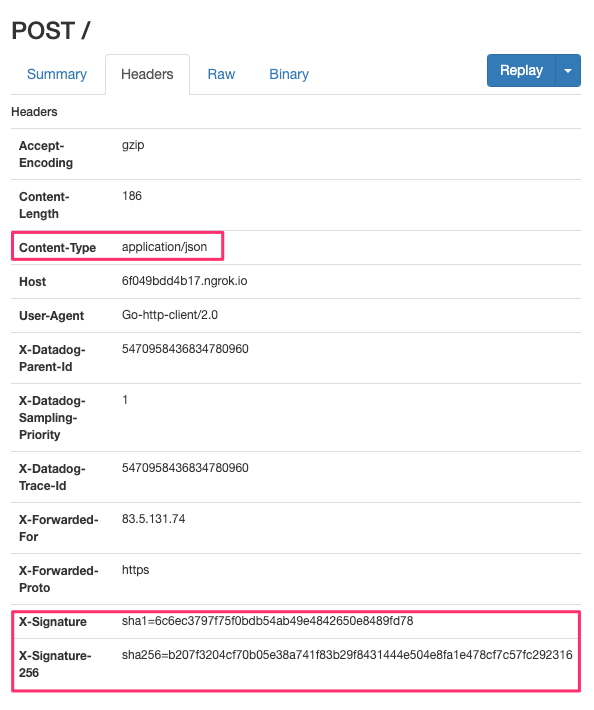 POST /
Summary Headers Raw Binary Replay
Headers
Accept-
Encoding
gzip
Content-
Length
186
Content-Type application/json
Host 6f049bdd4b17.ngrok.io
User-Agent Go-http-client/2.0
X-Datadog-
Parent-Id
5470958436834780960
X-Datadog-
Sampling-
Priority
1
X-Datadog-
Trace-Id
5470958436834780960
X-Forwarded-
For
83.5.131.74
X-Forwarded-
Proto
https
X-Signature sha1=6c6ec3797f75f0bdb54ab49e4842650e8489fd78
X-Signature-
256
sha256=b207f3204cf70b05e38a741f83b29f8431444e504e8fa1e478cf7c57fc292316